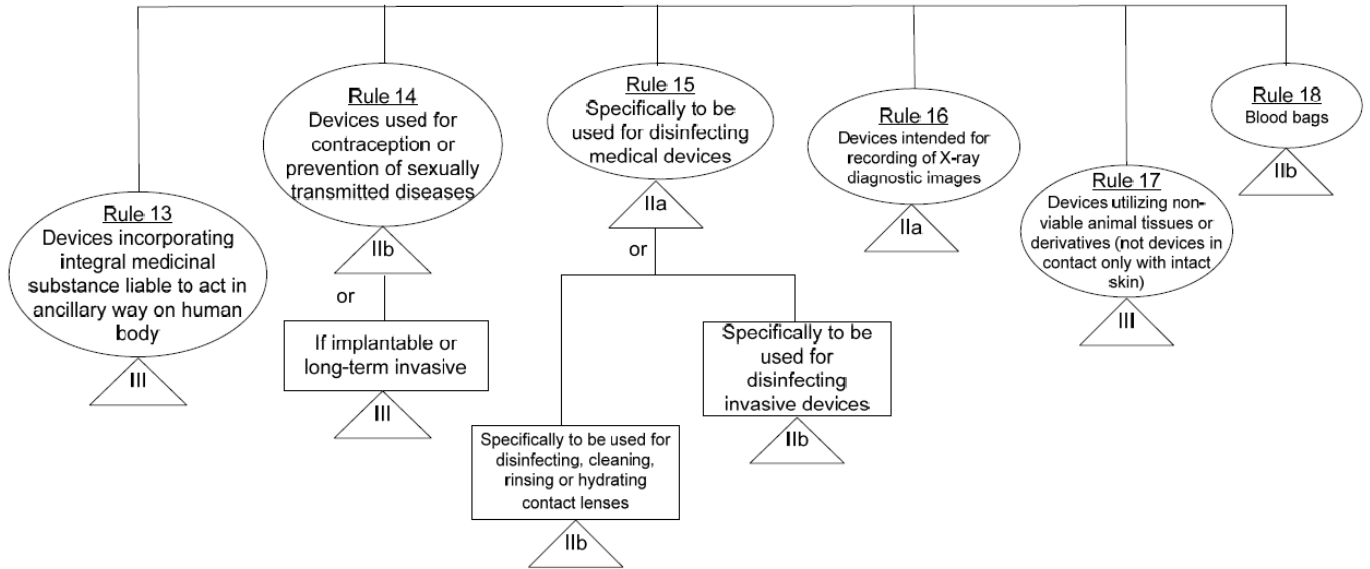 Rule 13
Devices incorporating
integral medicinal
substance liable to act in
ancillary way on human
body
III
Rule 14
Devices used for
contraception or
prevention of sexually
transmitted diseases
IIb
or
If implantable or
long-term invasive
III
Rule 15
Specifically to be
used for disinfecting
medical devices
IIa
or
Specifically to be used for
disinfecting, cleaning,
rinsing or hydrating
contact lenses
IIb
Specifically to be
used for
disinfecting
invasive devices
IIb
Rule 16
Devices intended for
recording of X-ray
diagnostic images
IIa
Rule 17
Devices utilizing non-
viable animal tissues or
derivatives (not devices in
contact only with intact
skin)
III
Rule 18
Blood bags
IIb